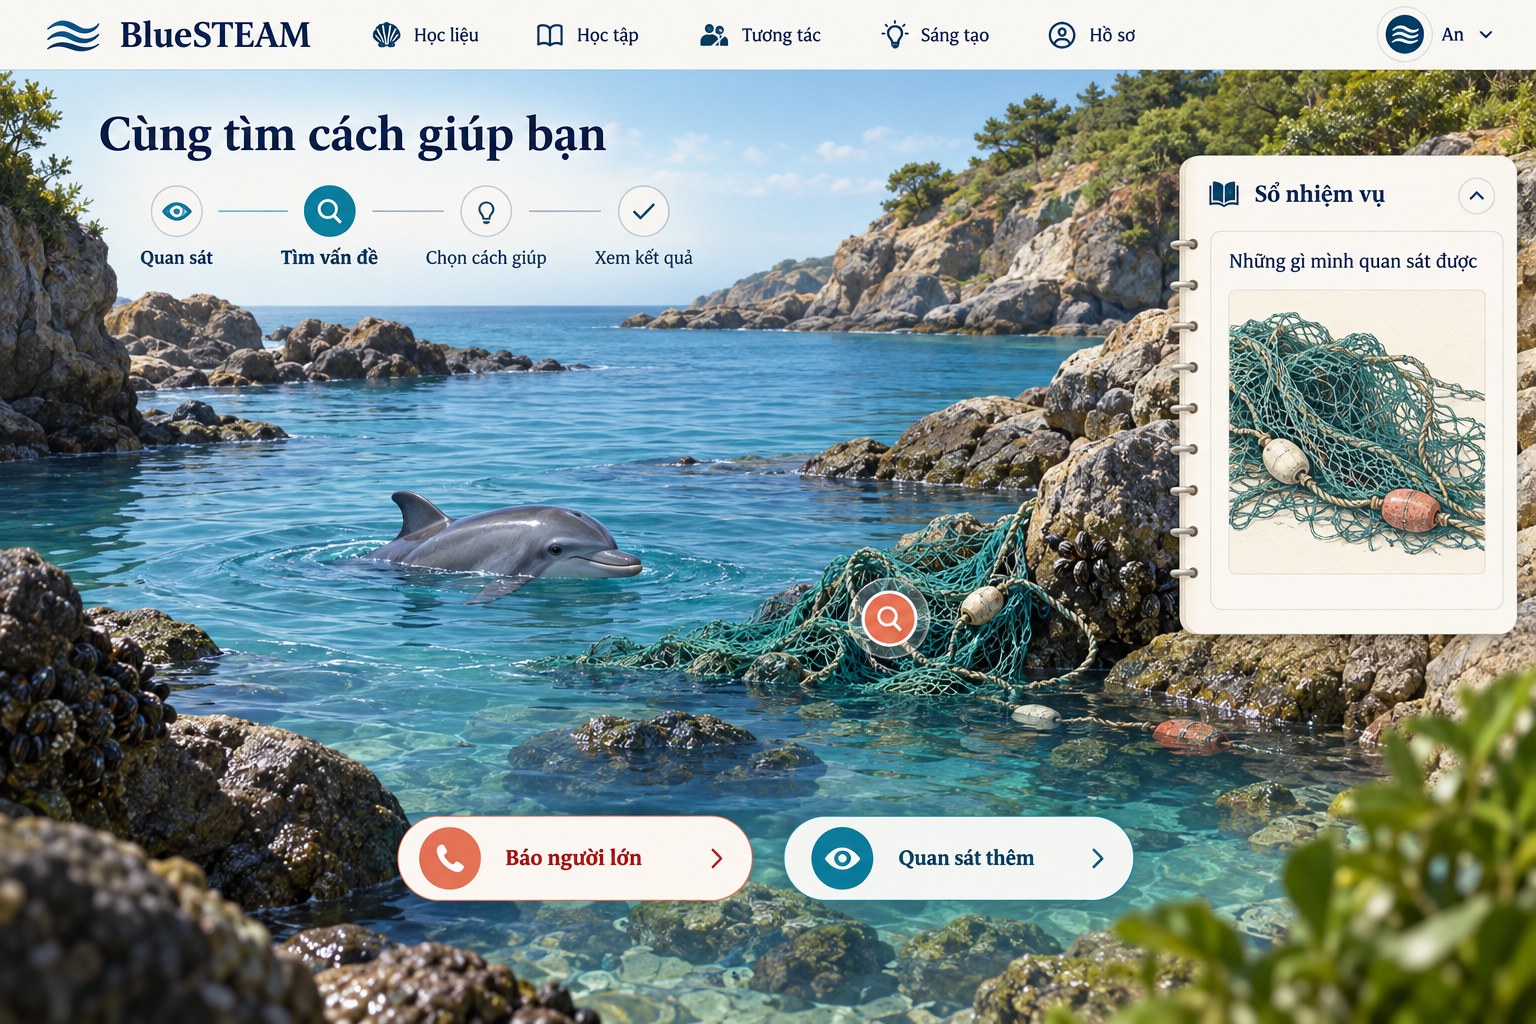 BlueSTEAM
Học liệu
Học tập
Tương tác
Sáng tạo
Hồ sơ
An
Cùng tìm cách giúp bạn
Quan sát
Tìm vấn đề
Chọn cách giúp
Xem kết quả
Sổ nhiệm vụ
Những gì mình quan sát được
Báo người lớn
Quan sát thêm